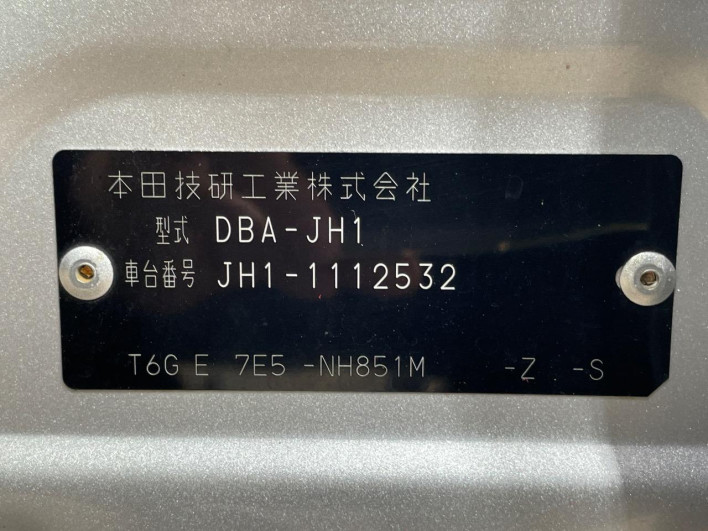 本田技研工業株式会社
型式 DBA-JH1
車台番号 JH1-1112532
T6G E 7E5 -NH851M -Z -S